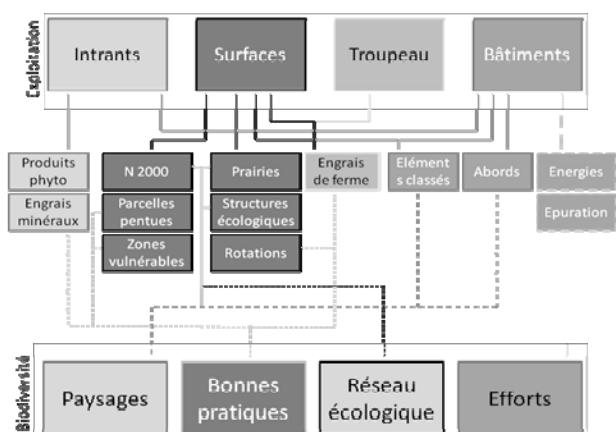 Exploitation
Intrants
Surfaces
Troupeau
Bâtiments
Produits
phyto
N 2000
Prairies
Engrais
de ferme
Elément
s classés
Abords
Energies
Engrais
minéraux
Parcelles
pentues
Structures
écologiques
Epuration
Zones
vulnérables
Rotations
Biodiversité
Paysages
Bonnes
pratiques
Réseau
écologique
Efforts